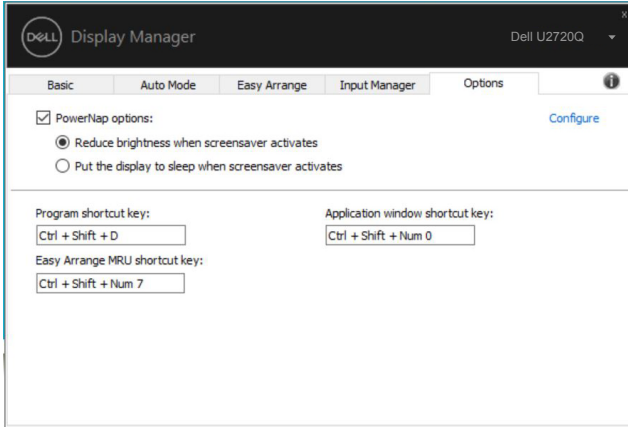 x
DELL Display Manager
Dell U2720Q
Basic Auto Mode Easy Arrange Input Manager Options i
PowerNap options: Configure
Reduce brightness when screensaver activates
Put the display to sleep when screensaver activates
Program shortcut key: Application window shortcut key:
Ctrl + Shift + D Ctrl + Shift + Num 0
Easy Arrange MRU shortcut key:
Ctrl + Shift + Num 7